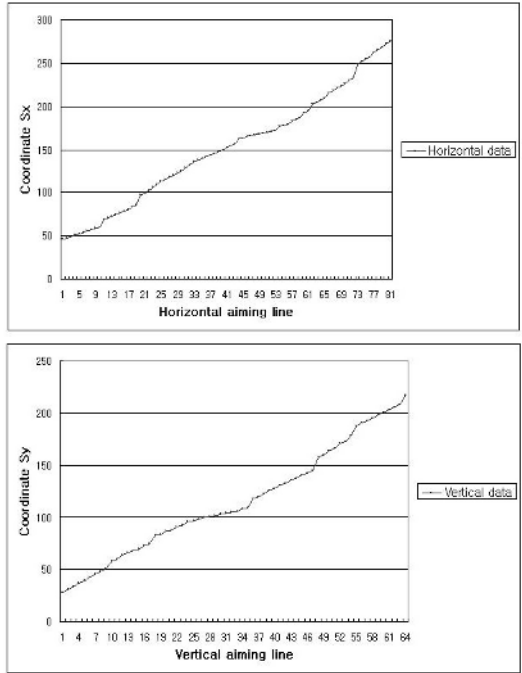 300
250
200
150
100
50
0
Coordinate Sx
1 5 9 13 17 21 25 29 33 37 41 45 49 53 57 61 65 69 73 77 81
Horizontal aiming line
Horizontal data
250
200
150
100
50
0
Coordinate Sy
1 4 7 10 13 16 19 22 25 28 31 34 37 40 43 46 49 52 55 58 61 64
Vertical aiming line
Vertical data